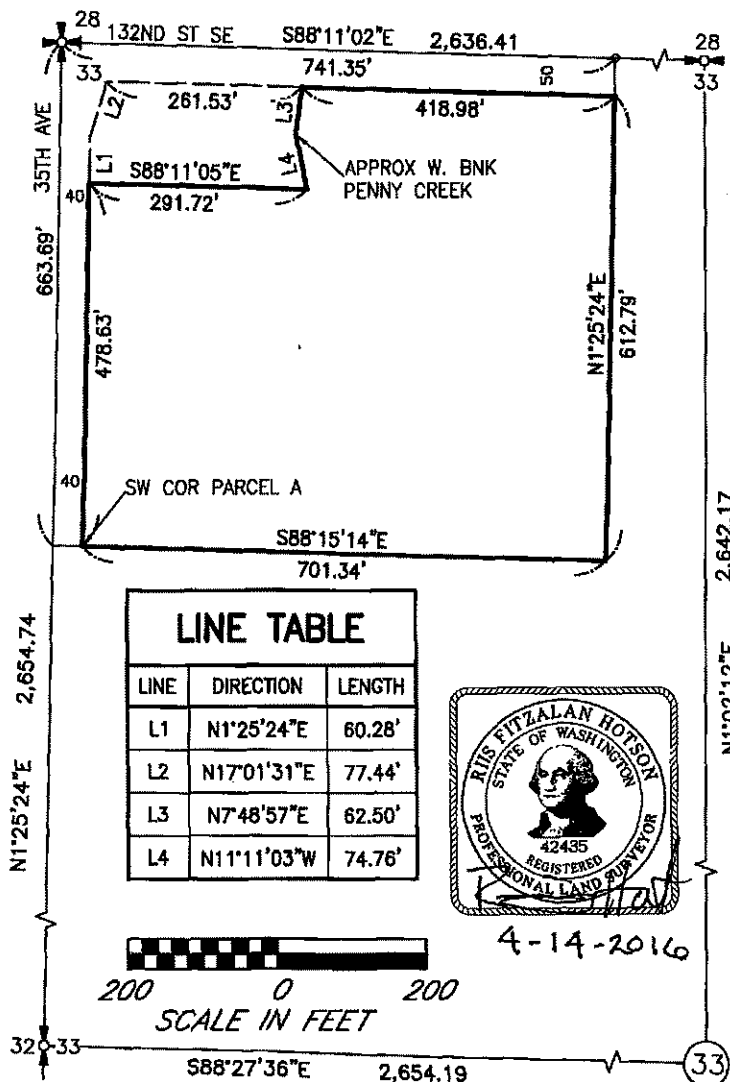 28
132ND ST SE S88°11'02"E 2,636.41
28
33
741.35'
50
33
L2
261.53'
L3
418.98'
35TH AVE
L1
S88°11'05"E
291.72'
L4
APPROX W. BNK
PENNY CREEK
40
663.69'
478.63'
N1°25'24"E
612.79'
40
SW COR PARCEL A
S88°15'14"E
701.34'
2,642.17
N1°25'24"E 2,654.74
LINE TABLE
LINE DIRECTION LENGTH
L1 N1°25'24"E 60.28'
L2 N17°01'31"E 77.44'
L3 N7°48'57"E 62.50'
L4 N11°11'03"W 74.76'
RIIS FITZALAN HOTSON
STATE OF WASHINGTON
42435
REGISTERED
PROFESSIONAL LAND SURVEYOR
4-14-2016
200 0 200
SCALE IN FEET
32 33
S88°27'36"E 2,654.19
33